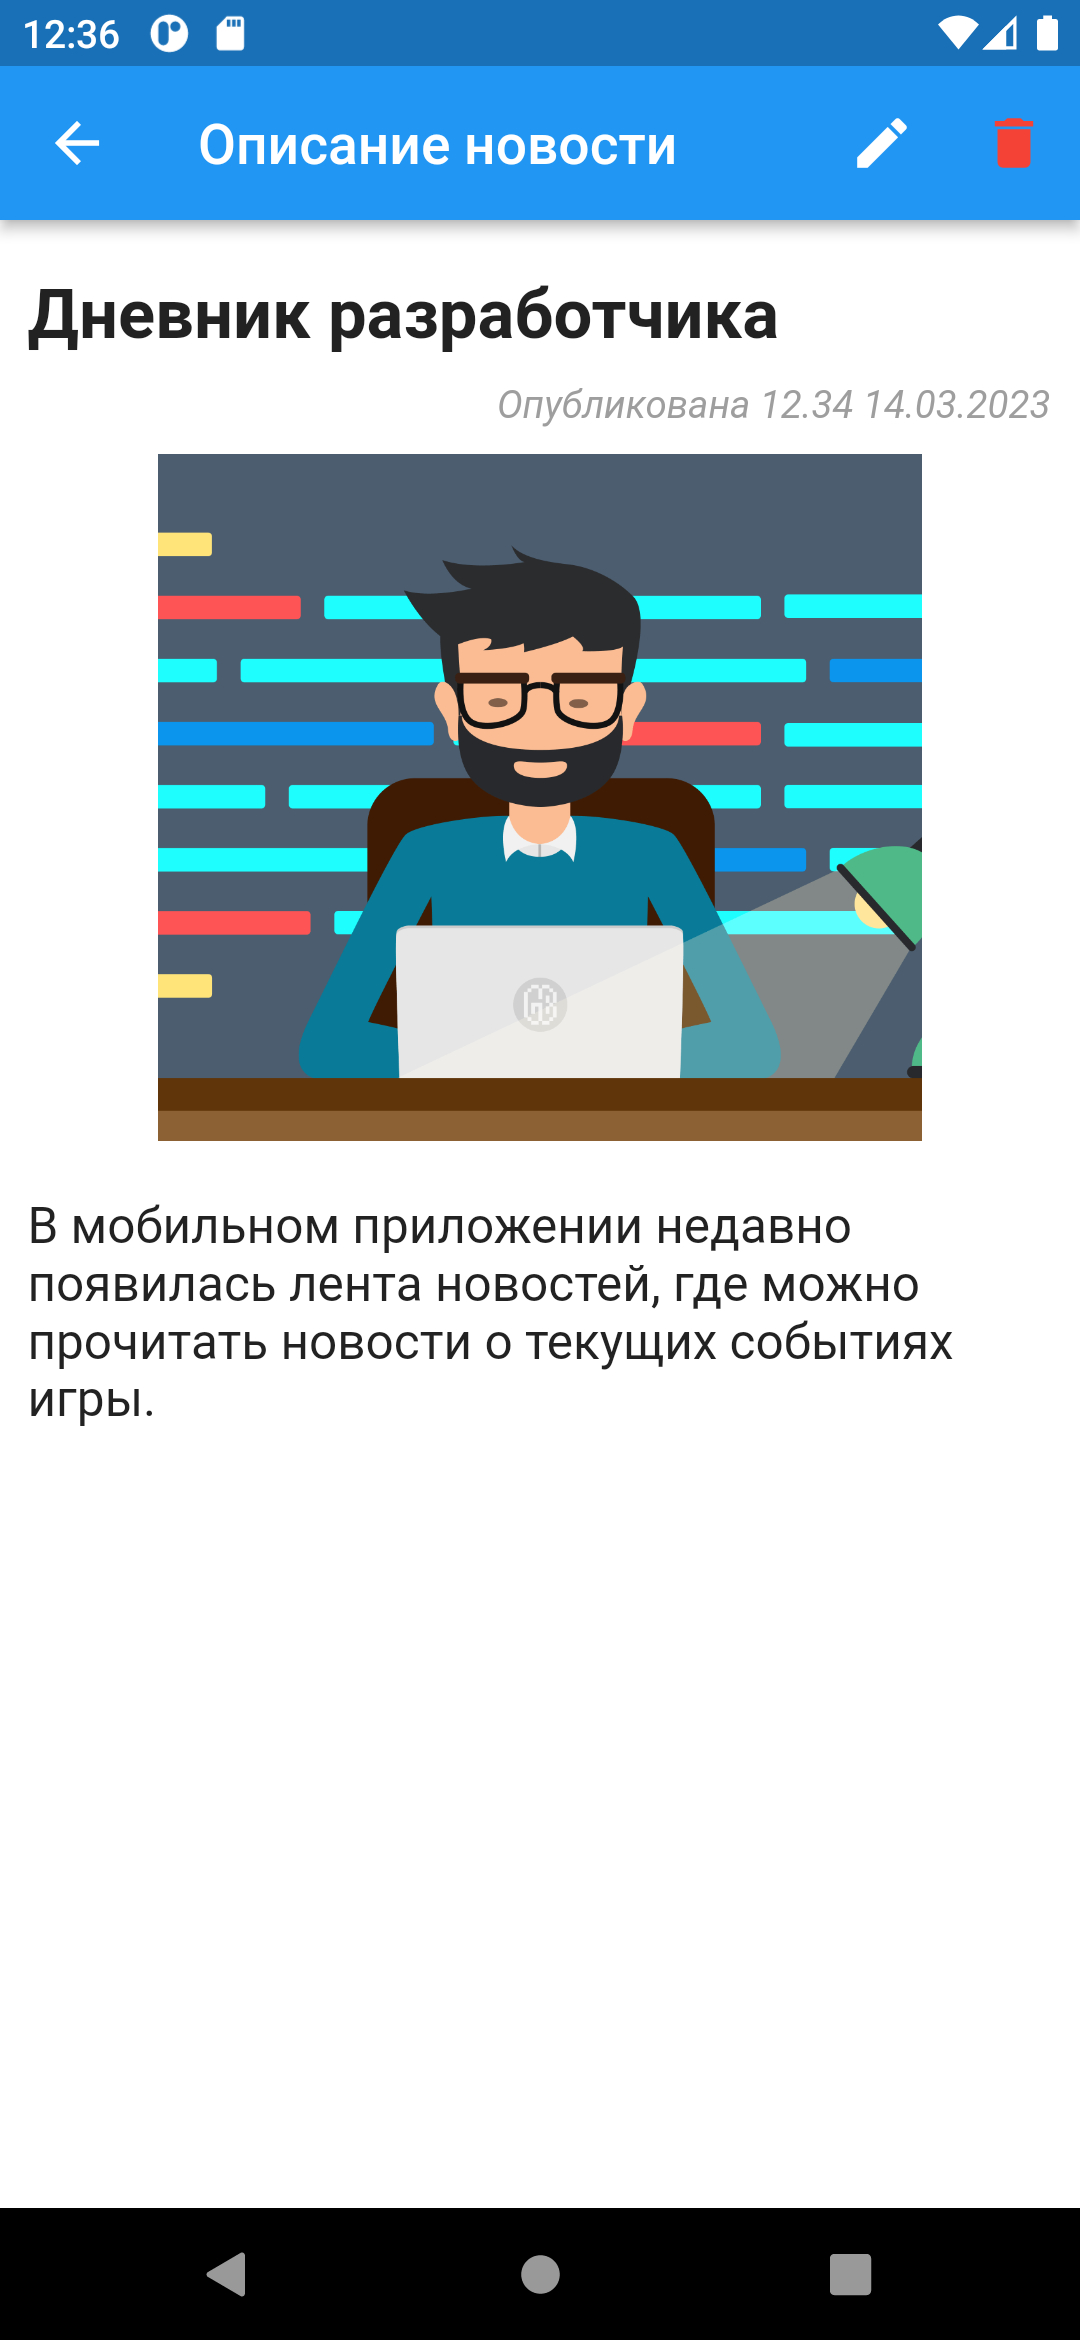 12:36
Описание новости
Дневник разработчика
Опубликована 12.34 14.03.2023
В мобильном приложении недавно
появилась лента новостей, где можно
прочитать новости о текущих событиях
игры.